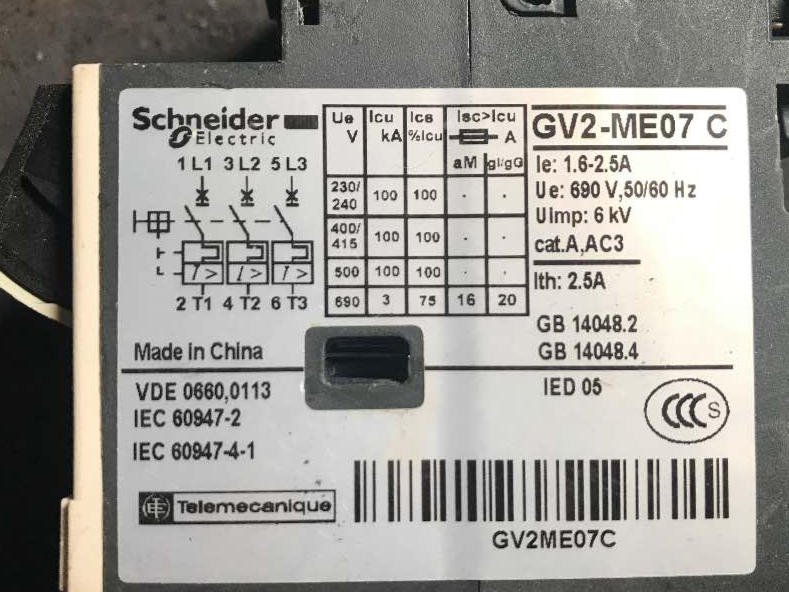 Schneider
Electric
1 L1 3 L2 5 L3
I > I > I >
2 T1 4 T2 6 T3
Ue V Icu kA Ics %Icu Isc>Icu A
aM gl/gG
230/240 100 100 . .
400/415 100 100 . .
500 100 100 . .
690 3 75 16 20
GV2-ME07 C
Ie: 1.6-2.5A
Ue: 690 V,50/60 Hz
Uimp: 6 kV
cat.A,AC3
Ith: 2.5A
GB 14048.2
GB 14048.4
Made in China
VDE 0660,0113
IEC 60947-2
IEC 60947-4-1
IED 05
CCC S
Telemecanique
GV2ME07C